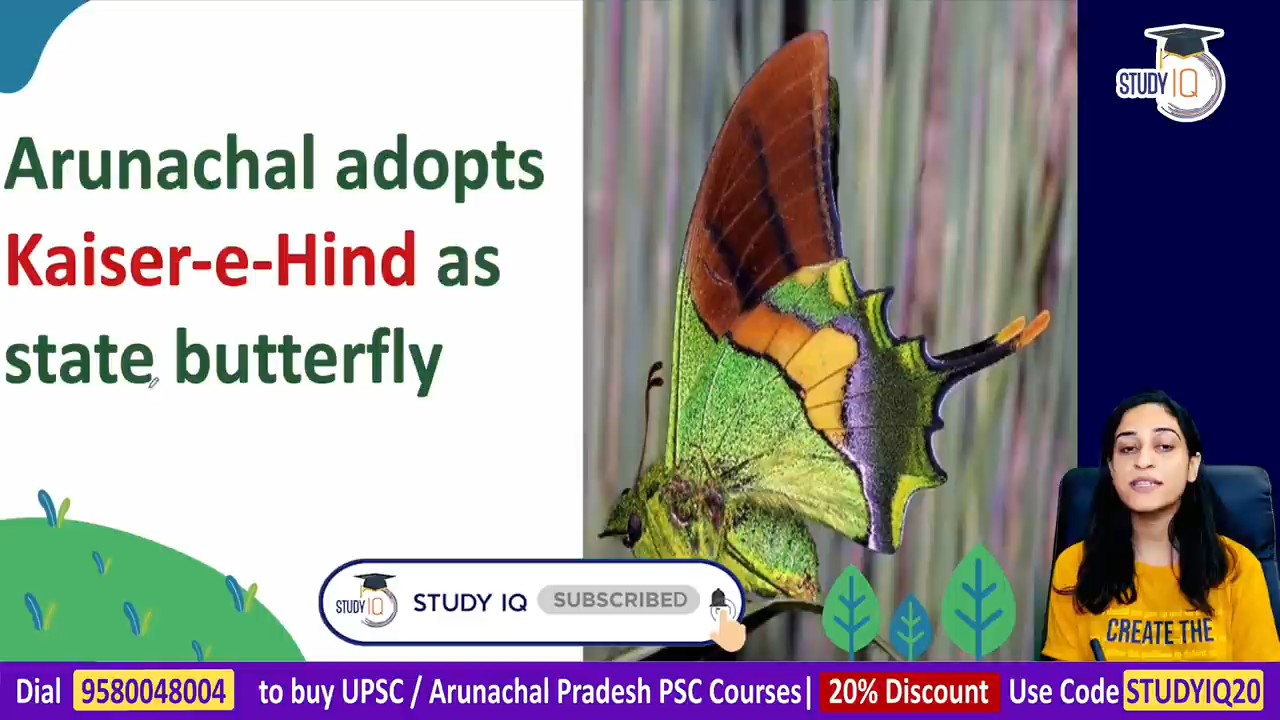 STUDY IQ
Arunachal adopts
Kaiser-e-Hind as
state butterfly
STUDY IQ
STUDY IQ SUBSCRIBED
CREATE THE
Dial 9580048004 to buy UPSC / Arunachal Pradesh PSC Courses| 20% Discount Use Code STUDYIQ20